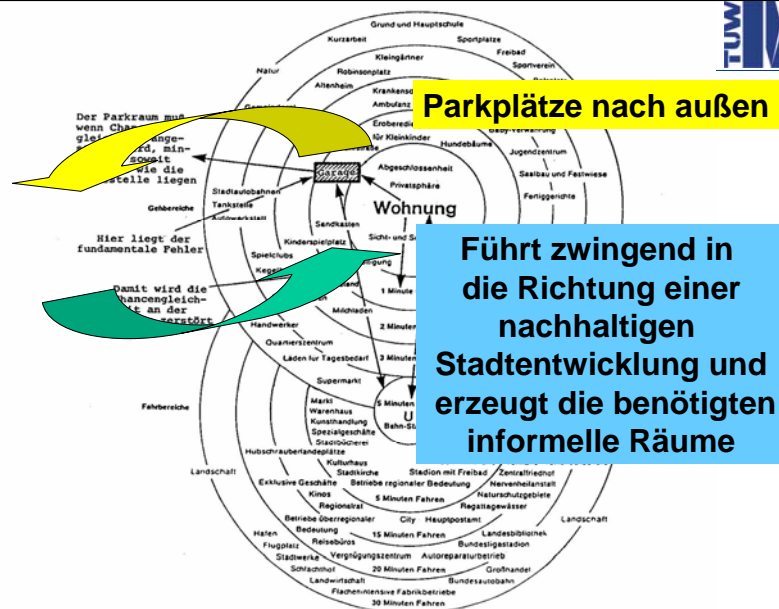 TUW
Grund und Hauptschule
Kurzarbeit
Sportplatze
Kleingärtner
Freibad
Natur
Robinsonplatz
Sportverein
Altenheim
Ambulanz
Parkplätze nach außen
Der Parkraum muß
wenn
für Kleinkinder
Hundebäume
Jugendzentrum
soweit
wie die
liegen
Garage
Abgeschlossenheit
Privatsphäre
Saalbau und Festwiese
Fertiggerichte
Stadtautobahnen
Gehbereiche
Tankstelle
Wohnung
Hier liegt der
fundamentale Fehler
Sandkasten
Sicht- und
Kinderspielplatz
Spielclubs
Führt zwingend in
die Richtung einer
nachhaltigen
Stadtentwicklung und
erzeugt die benötigten
informelle Räume
Damit wird die
an der
zerstört
1 Minute
Milchladen
2 Minuten
Handwerker
Quartierszentrum
Läden für Tagesbedarf
3 Minuten
Supermarkt
Fahrbereiche
Markt
5 Minuten
Warenhaus
U
Kunsthandlung
Spezialgeschäfte
Stadtbücherei
Hubschrauberlandeplätze
Kulturhaus
Landschaft
Stadtkirche
Stadion mit Freibad
Zentralfriedhof
Exklusive Geschäfte
Betriebe regionaler Bedeutung
Nervenheilanstalt
Kinos
5 Minuten Fahren
Naturschutzgebiete
Regionalrat
Regattagewässer
Betriebe überregionaler
City
Hauptpostamt
Landschaft
Hafen
Bedeutung
15 Minuten Fahren
Landesbibliothek
Flugplatz
Reisebüros
Bundesligastadion
Stadtwerke
Vergnügungszentrum
Autoreparaturbetrieb
Schlachthof
20 Minuten Fahren
Großhandel
Landwirtschaft
Bundesautobahn
Flächenintensive Fabrikbetriebe
30 Minuten Fahren